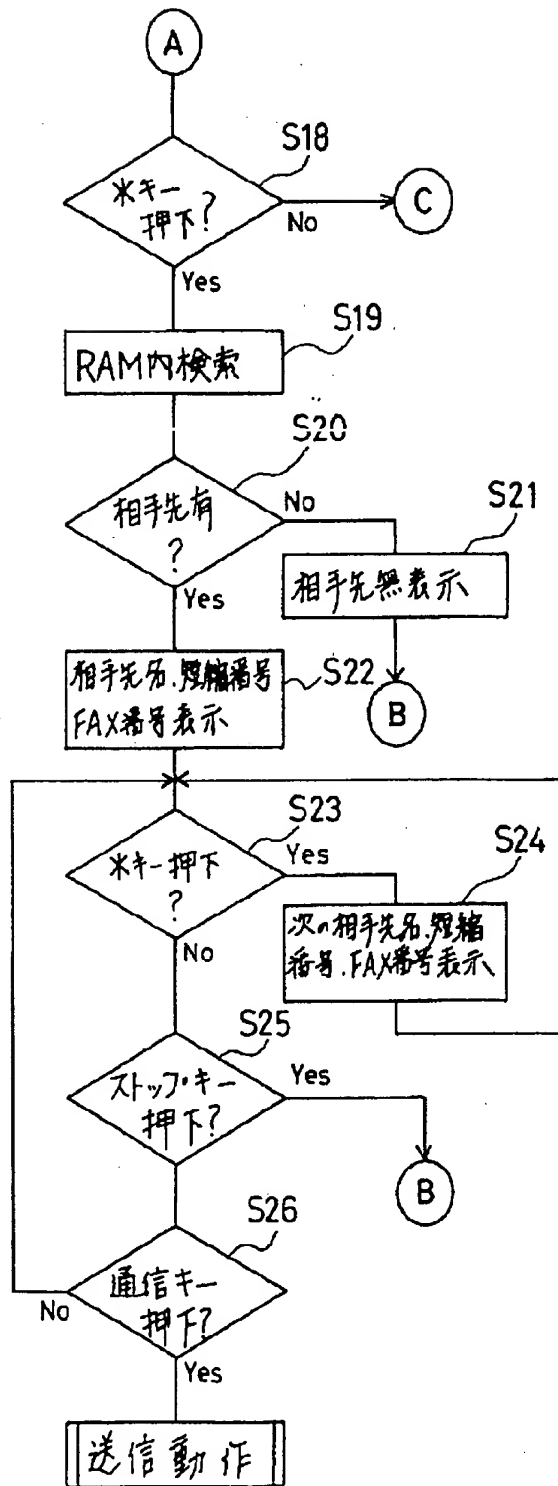 A
S18
*キー
押下?
No
C
Yes
S19
RAM内検索
S20
相手先有
?
No
S21
相手先無表示
Yes
B
S22
相手先名、短縮番号
FAX番号表示
S23
*キー押下
?
Yes
S24
次の相手先名、短縮
番号、FAX番号表示
No
S25
ストップ・キー
押下?
Yes
B
S26
通信キー
押下?
No
Yes
送信動作